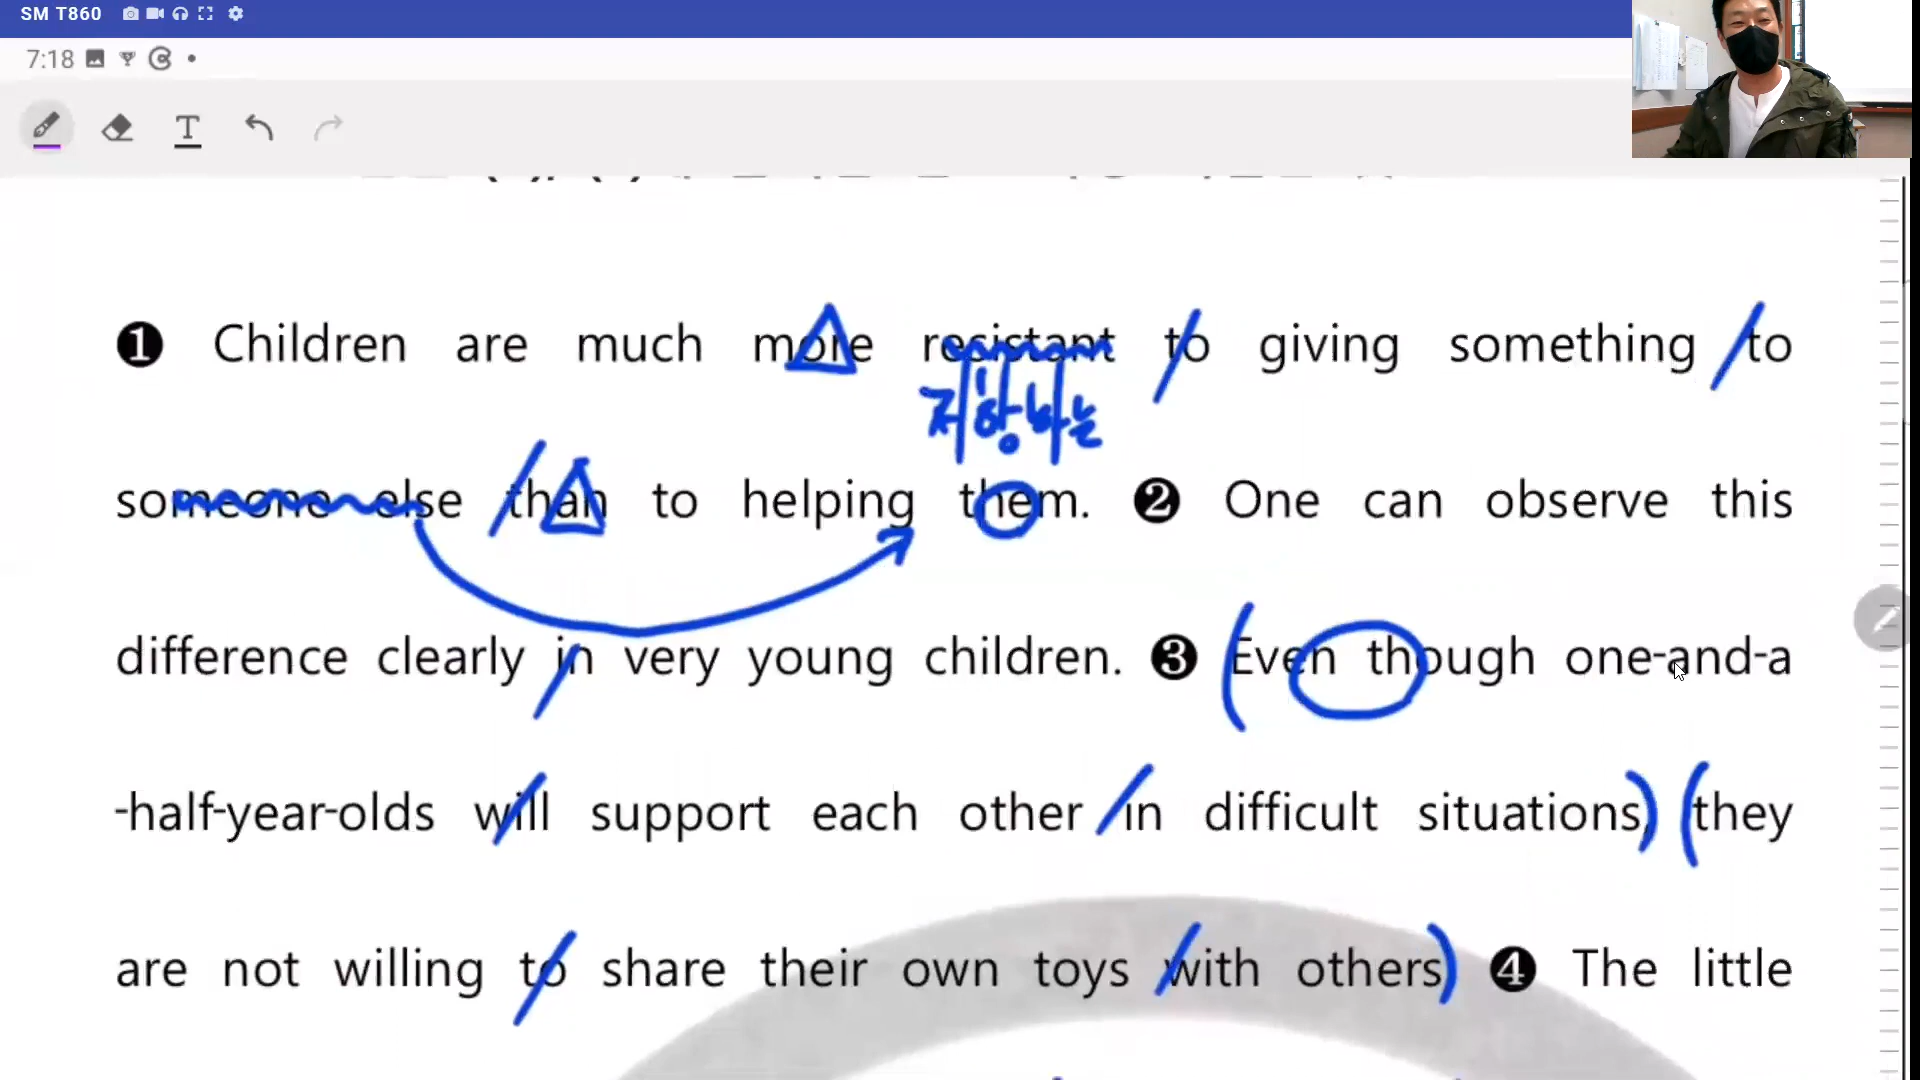 SM T860
7:18
❶ Children are much more resistant to giving something to
저항하는
someone else than to helping them. ❷ One can observe this
difference clearly in very young children. ❸ Even though one-and-a
-half-year-olds will support each other in difficult situations, they
are not willing to share their own toys with others. ❹ The little